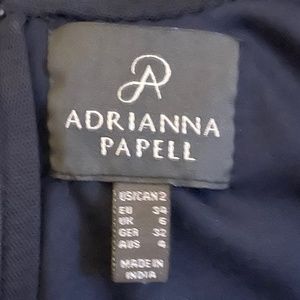 ADRIANNA
PAPELL
US|CAN 2
EU 34
UK 6
GER 32
AUS 4
MADE IN
INDIA